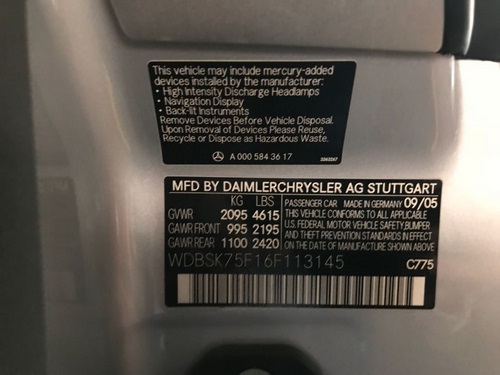 This vehicle may include mercury-added
devices installed by the manufacturer:
• High Intensity Discharge Headlamps
• Navigation Display
• Back-lit Instruments
Remove Devices Before Vehicle Disposal.
Upon Removal of Devices Please Reuse,
Recycle or Dispose as Hazardous Waste.
A 000 584 36 17
MFD BY DAIMLERCHRYSLER AG STUTTGART
KG LBS
GVWR 2095 4615
GAWR FRONT 995 2195
GAWR REAR 1100 2420
PASSENGER CAR MADE IN GERMANY 09/05
THIS CAR CONFORMS TO ALL APPLICABLE
U.S. FEDERAL MOTOR VEHICLE SAFETY, BUMPER
AND THEFT PREVENTION STANDARDS IN EFFECT
ON THE DATE OF MANUFACTURE SHOWN ABOVE
WDBSK75F16F113145
C775